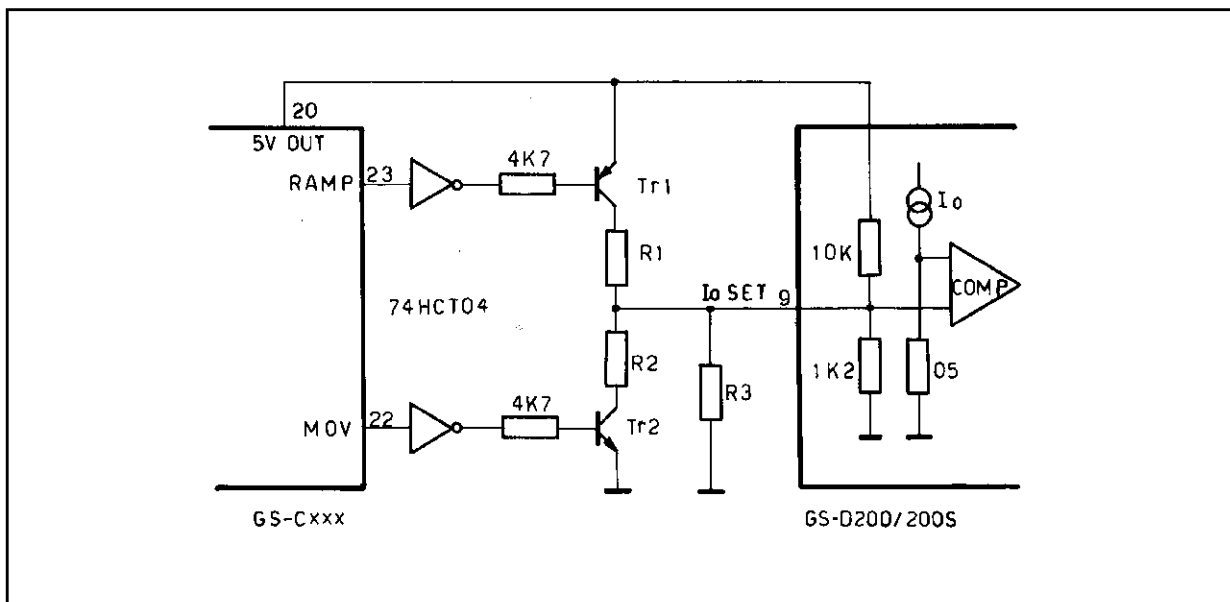 20
5V OUT
RAMP 23
4K7
Tr1
Io
R1
10K
COMP
74HCT04
Io SET 9
R2
R3
1K2
05
MOV 22
4K7
Tr2
GS-Cxxx
GS-D200/200S